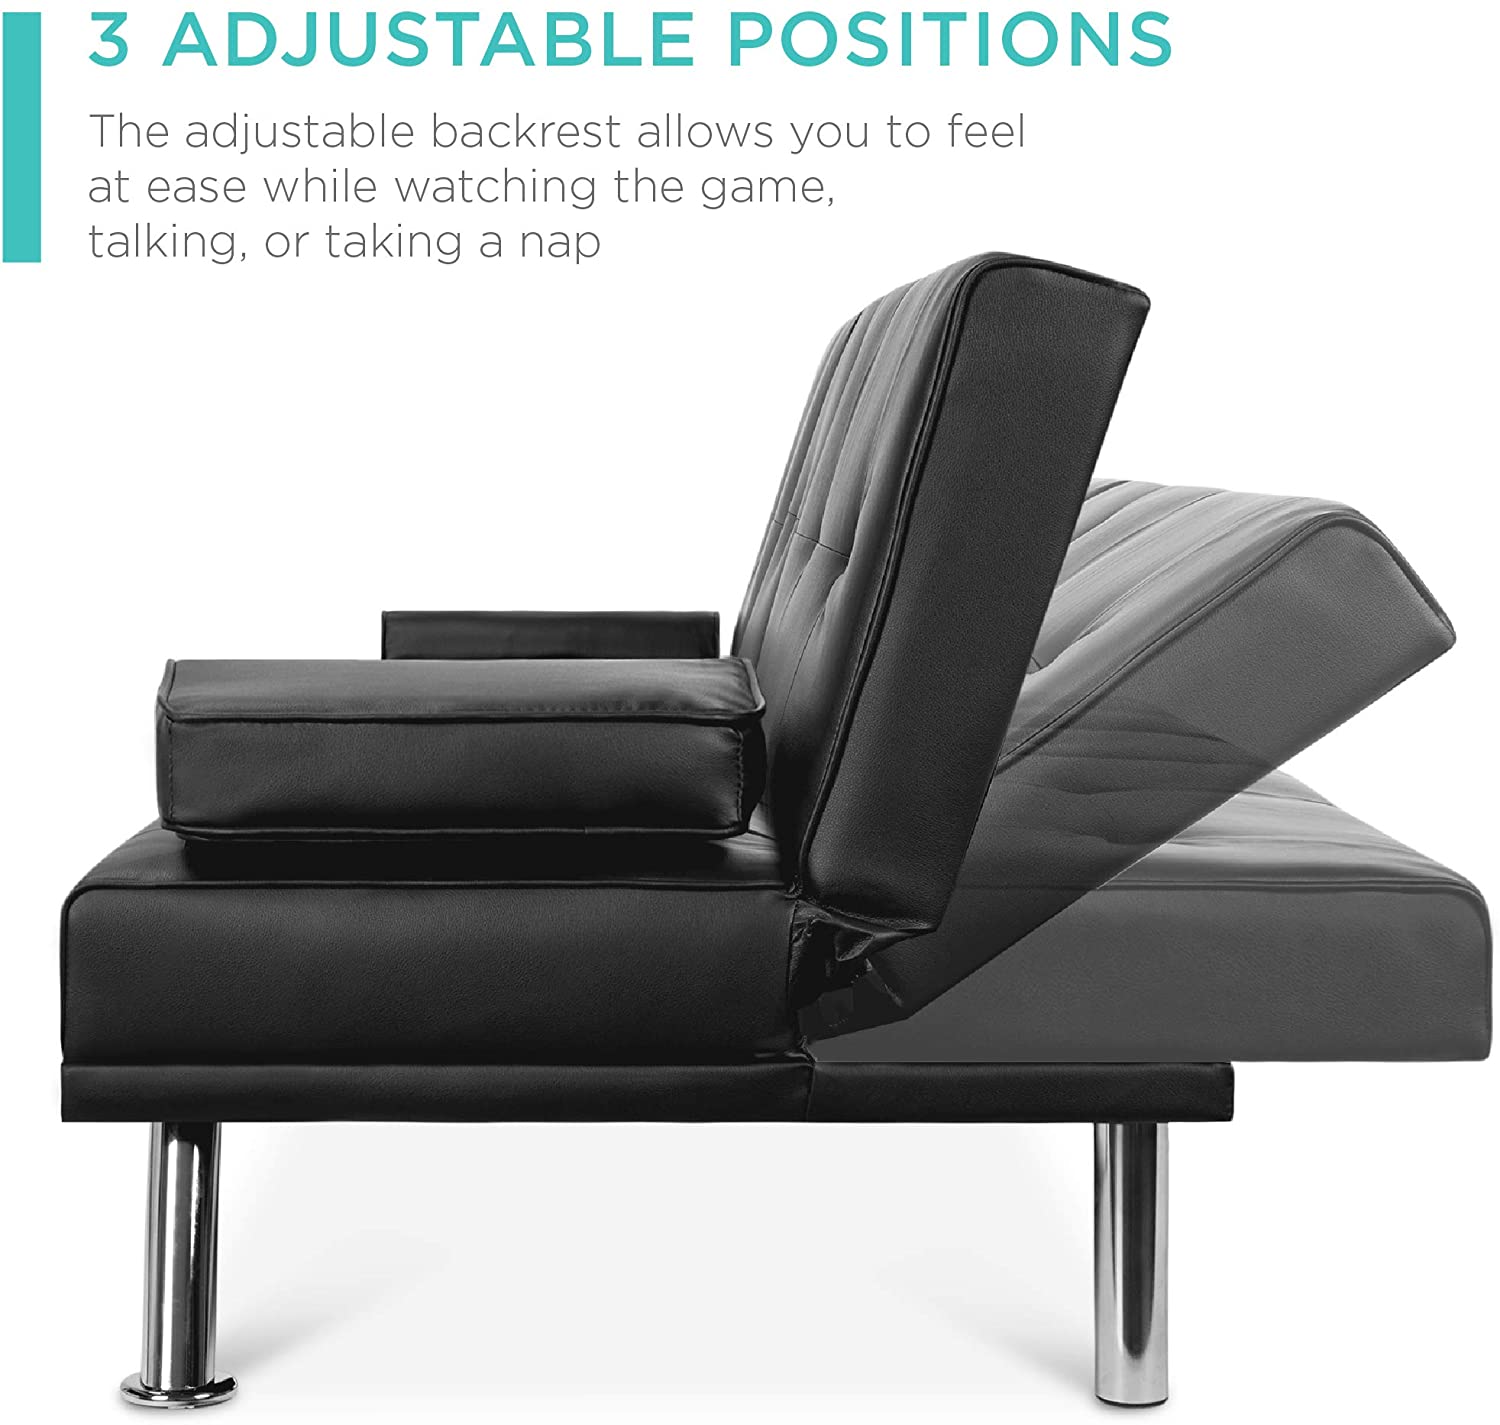 3 ADJUSTABLE POSITIONS
The adjustable backrest allows you to feel
at ease while watching the game,
talking, or taking a nap